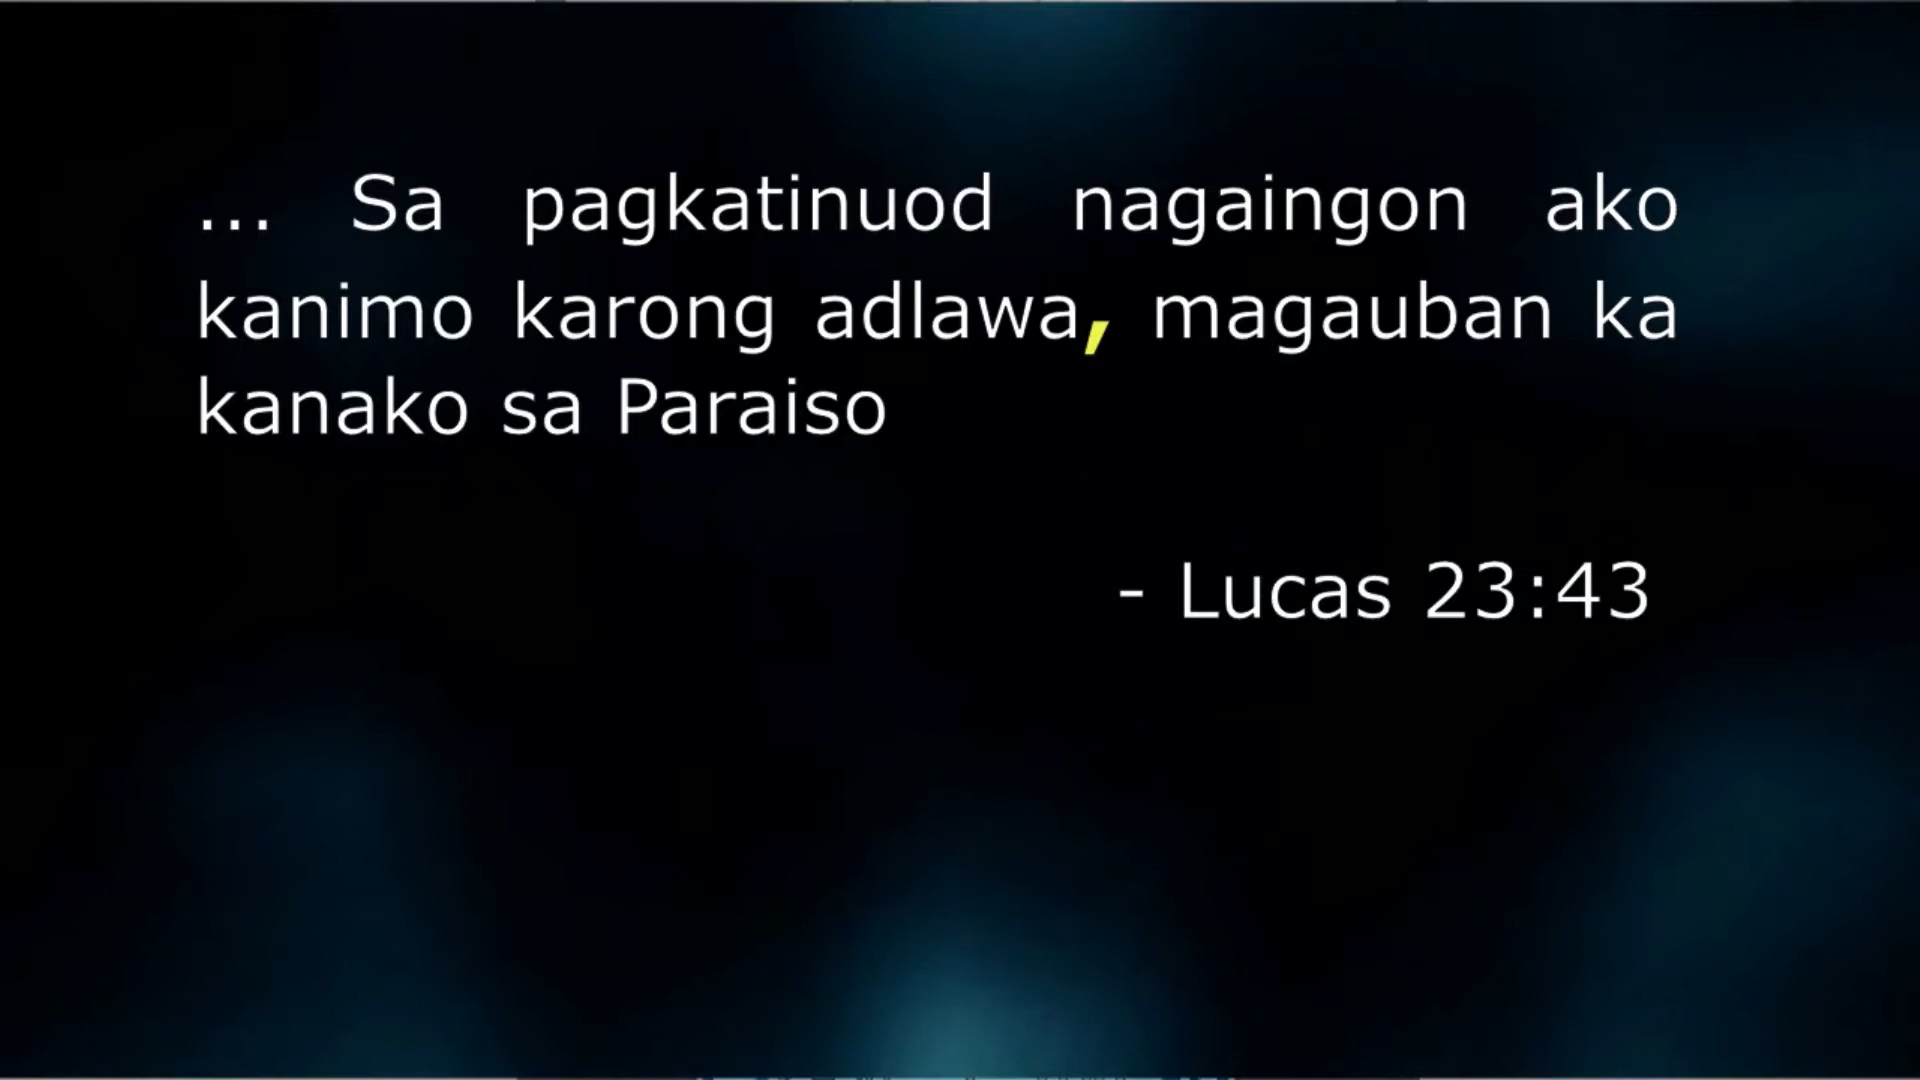 ... Sa pagkatinuod nagaingon ako
kanimo karong adlawa, magauban ka
kanako sa Paraiso
- Lucas 23:43